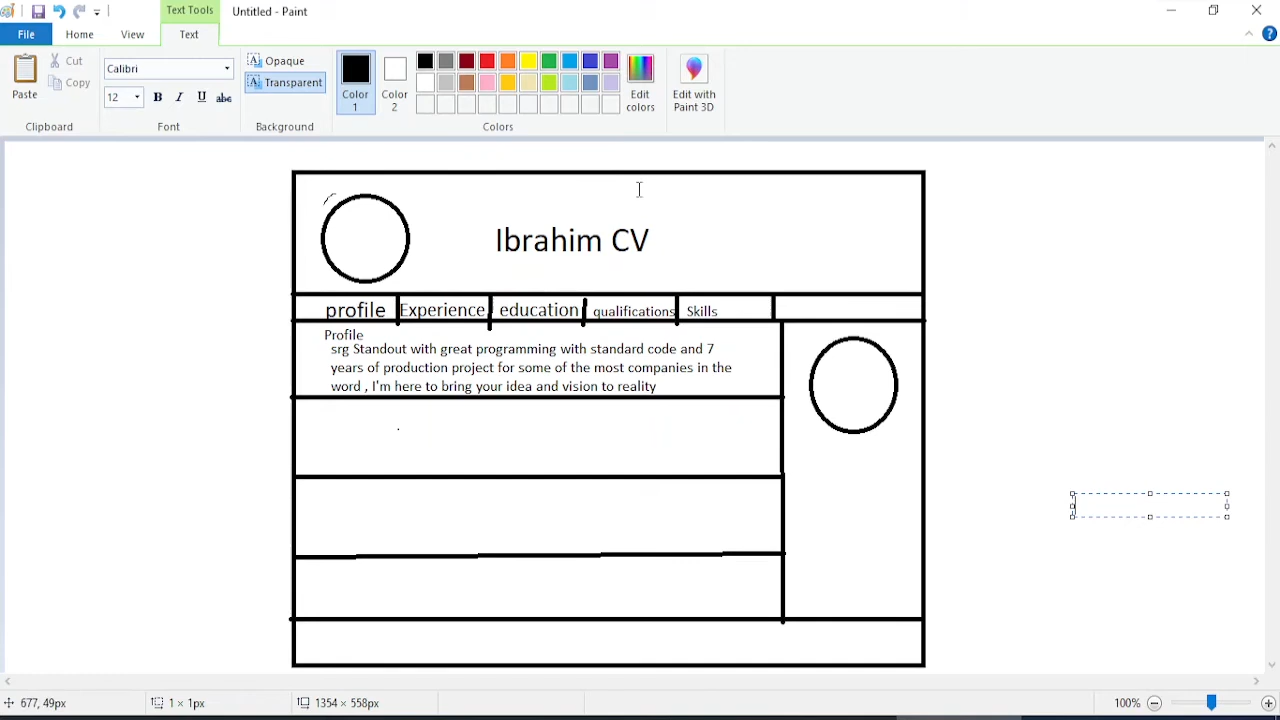 Text Tools
Untitled - Paint
File
Home
View
Text
Paste
Cut
Copy
Clipboard
Calibri
12
B I U abc
Font
Opaque
Transparent
Background
Color 1
Color 2
Edit colors
Colors
Edit with Paint 3D
Ibrahim CV
profile Experience education qualifications Skills
Profile
srg Standout with great programming with standard code and 7
years of production project for some of the most companies in the
word , I'm here to bring your idea and vision to reality
677, 49px
1 × 1px
1354 × 558px
100%